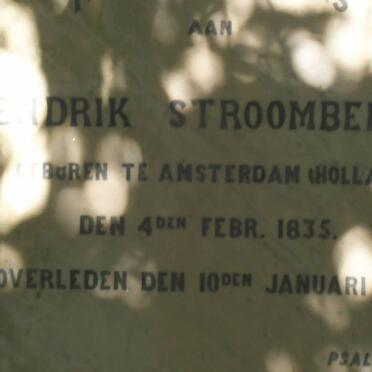 AAN
ENDRIK STROOMBE
GEBOREN TE AMSTERDAM (HOLLA
DEN 4DEN FEBR. 1835.
OVERLEDEN DEN 10DEN JANUARI
PSAL